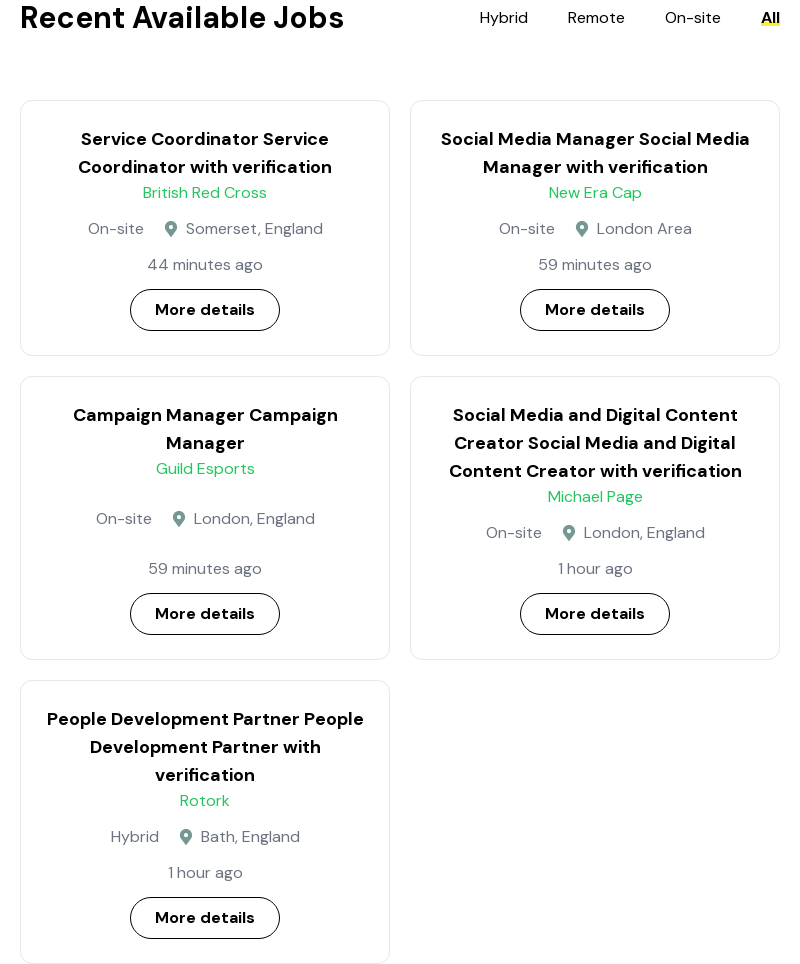 Recent Available Jobs
Hybrid
Remote
On-site
All
Service Coordinator Service
Coordinator with verification
British Red Cross
On-site
Somerset, England
44 minutes ago
More details
Social Media Manager Social Media
Manager with verification
New Era Cap
On-site
London Area
59 minutes ago
More details
Campaign Manager Campaign
Manager
Guild Esports
On-site
London, England
59 minutes ago
More details
Social Media and Digital Content
Creator Social Media and Digital
Content Creator with verification
Michael Page
On-site
London, England
1 hour ago
More details
People Development Partner People
Development Partner with
verification
Rotork
Hybrid
Bath, England
1 hour ago
More details